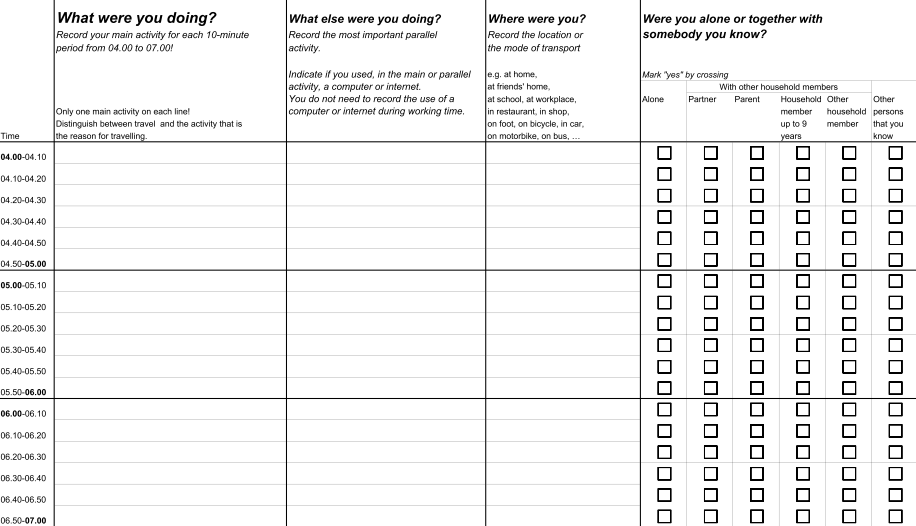 What were you doing?
Record your main activity for each 10-minute
period from 04.00 to 07.00!
Only one main activity on each line!
Distinguish between travel and the activity that is
the reason for travelling.
What else were you doing?
Record the most important parallel
activity.
Indicate if you used, in the main or parallel
activity, a computer or internet.
You do not need to record the use of a
computer or internet during working time.
Where were you?
Record the location or
the mode of transport
e.g. at home,
at friends' home,
at school, at workplace,
in restaurant, in shop,
on foot, on bicycle, in car,
on motorbike, on bus, ...
Were you alone or together with
somebody you know?
Mark "yes" by crossing
With other household members
Alone
Partner
Parent
Household
member
up to 9
years
Other
household
member
Other
persons
that you
know
Time
04.00-04.10
04.10-04.20
04.20-04.30
04.30-04.40
04.40-04.50
04.50-05.00
05.00-05.10
05.10-05.20
05.20-05.30
05.30-05.40
05.40-05.50
05.50-06.00
06.00-06.10
06.10-06.20
06.20-06.30
06.30-06.40
06.40-06.50
06.50-07.00